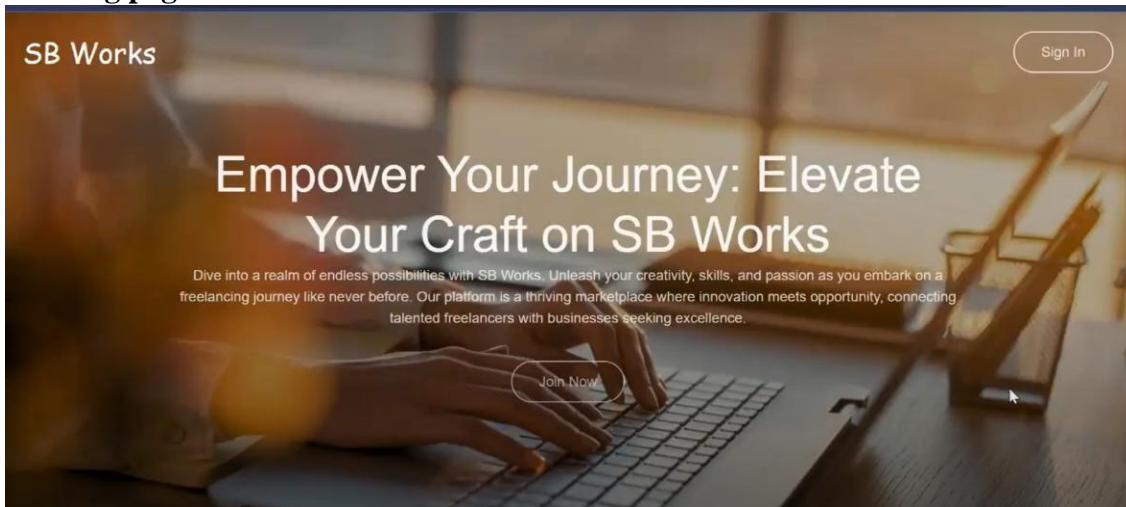 SB Works
Sign In
Empower Your Journey: Elevate
Your Craft on SB Works
Dive into a realm of endless possibilities with SB Works. Unleash your creativity, skills, and passion as you embark on a
freelancing journey like never before. Our platform is a thriving marketplace where innovation meets opportunity, connecting
talented freelancers with businesses seeking excellence.
Join Now